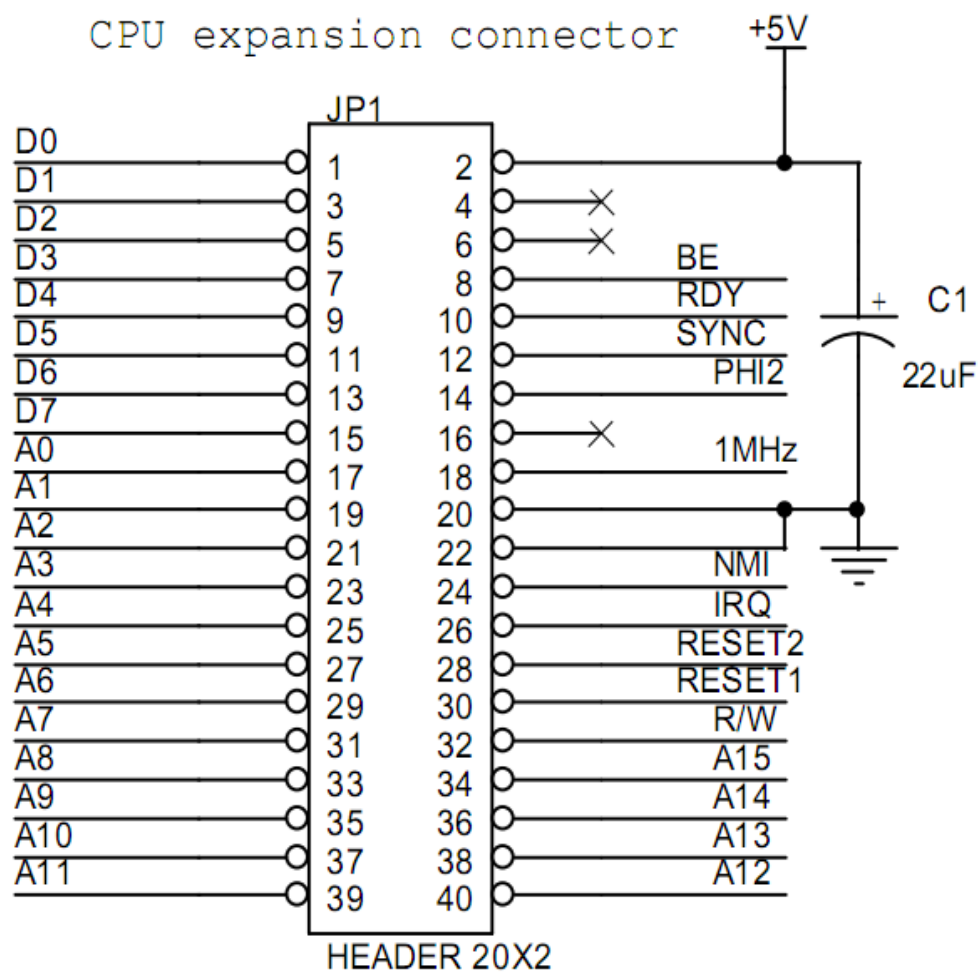 CPU expansion connector +5V
JP1
D0 1 2
D1 3 4
D2 5 6
D3 7 8 BE
D4 9 10 RDY + C1
D5 11 12 SYNC
D6 13 14 PHI2 22uF
D7 15 16
A0 17 18 1MHz
A1 19 20
A2 21 22
A3 23 24 NMI
A4 25 26 IRQ
A5 27 28 RESET2
A6 29 30 RESET1
A7 31 32 R/W
A8 33 34 A15
A9 35 36 A14
A10 37 38 A13
A11 39 40 A12
HEADER 20X2